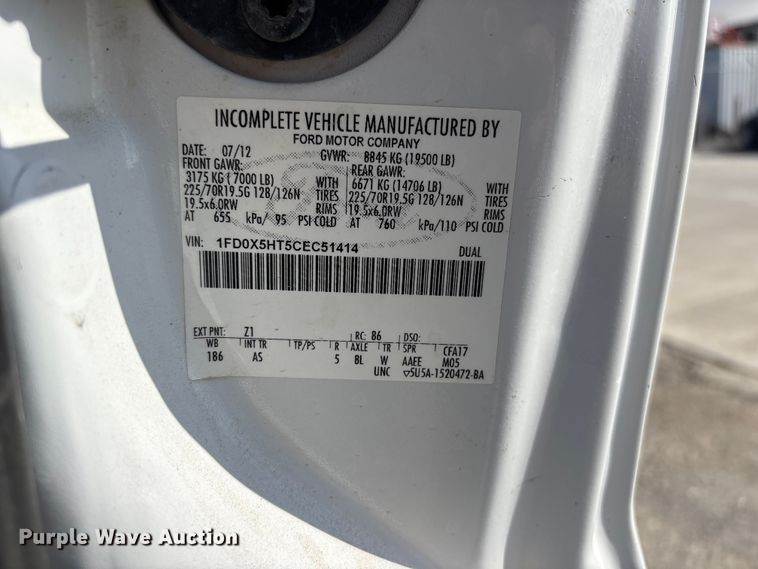 INCOMPLETE VEHICLE MANUFACTURED BY
FORD MOTOR COMPANY
DATE: 07/12 GVWR: 8845 KG (19500 LB)
FRONT GAWR: REAR GAWR:
3175 KG (7000 LB) WITH 6671 KG (14706 LB) WITH
225/70R19.5G 128/126N TIRES 225/70R19.5G 128/126N TIRES
19.5x6.0RW RIMS 19.5x6.0RW RIMS
AT 655 kPa/ 95 PSI COLD AT 760 kPa/110 PSI COLD
VIN: 1FD0X5HT5CEC51414 DUAL
EXT PNT: Z1 RC: 86 DSO:
WB INT TR TP/PS R AXLE TR SPR CFA17
186 AS 5 8L W AAEE M05
UNC 5U5A-1520472-BA
Purple Wave Auction